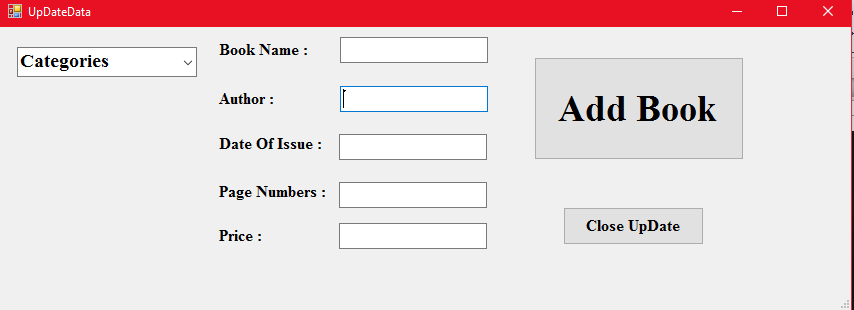 UpDateData
Categories
Book Name :
Author :
Date Of Issue :
Page Numbers :
Price :
Add Book
Close UpDate